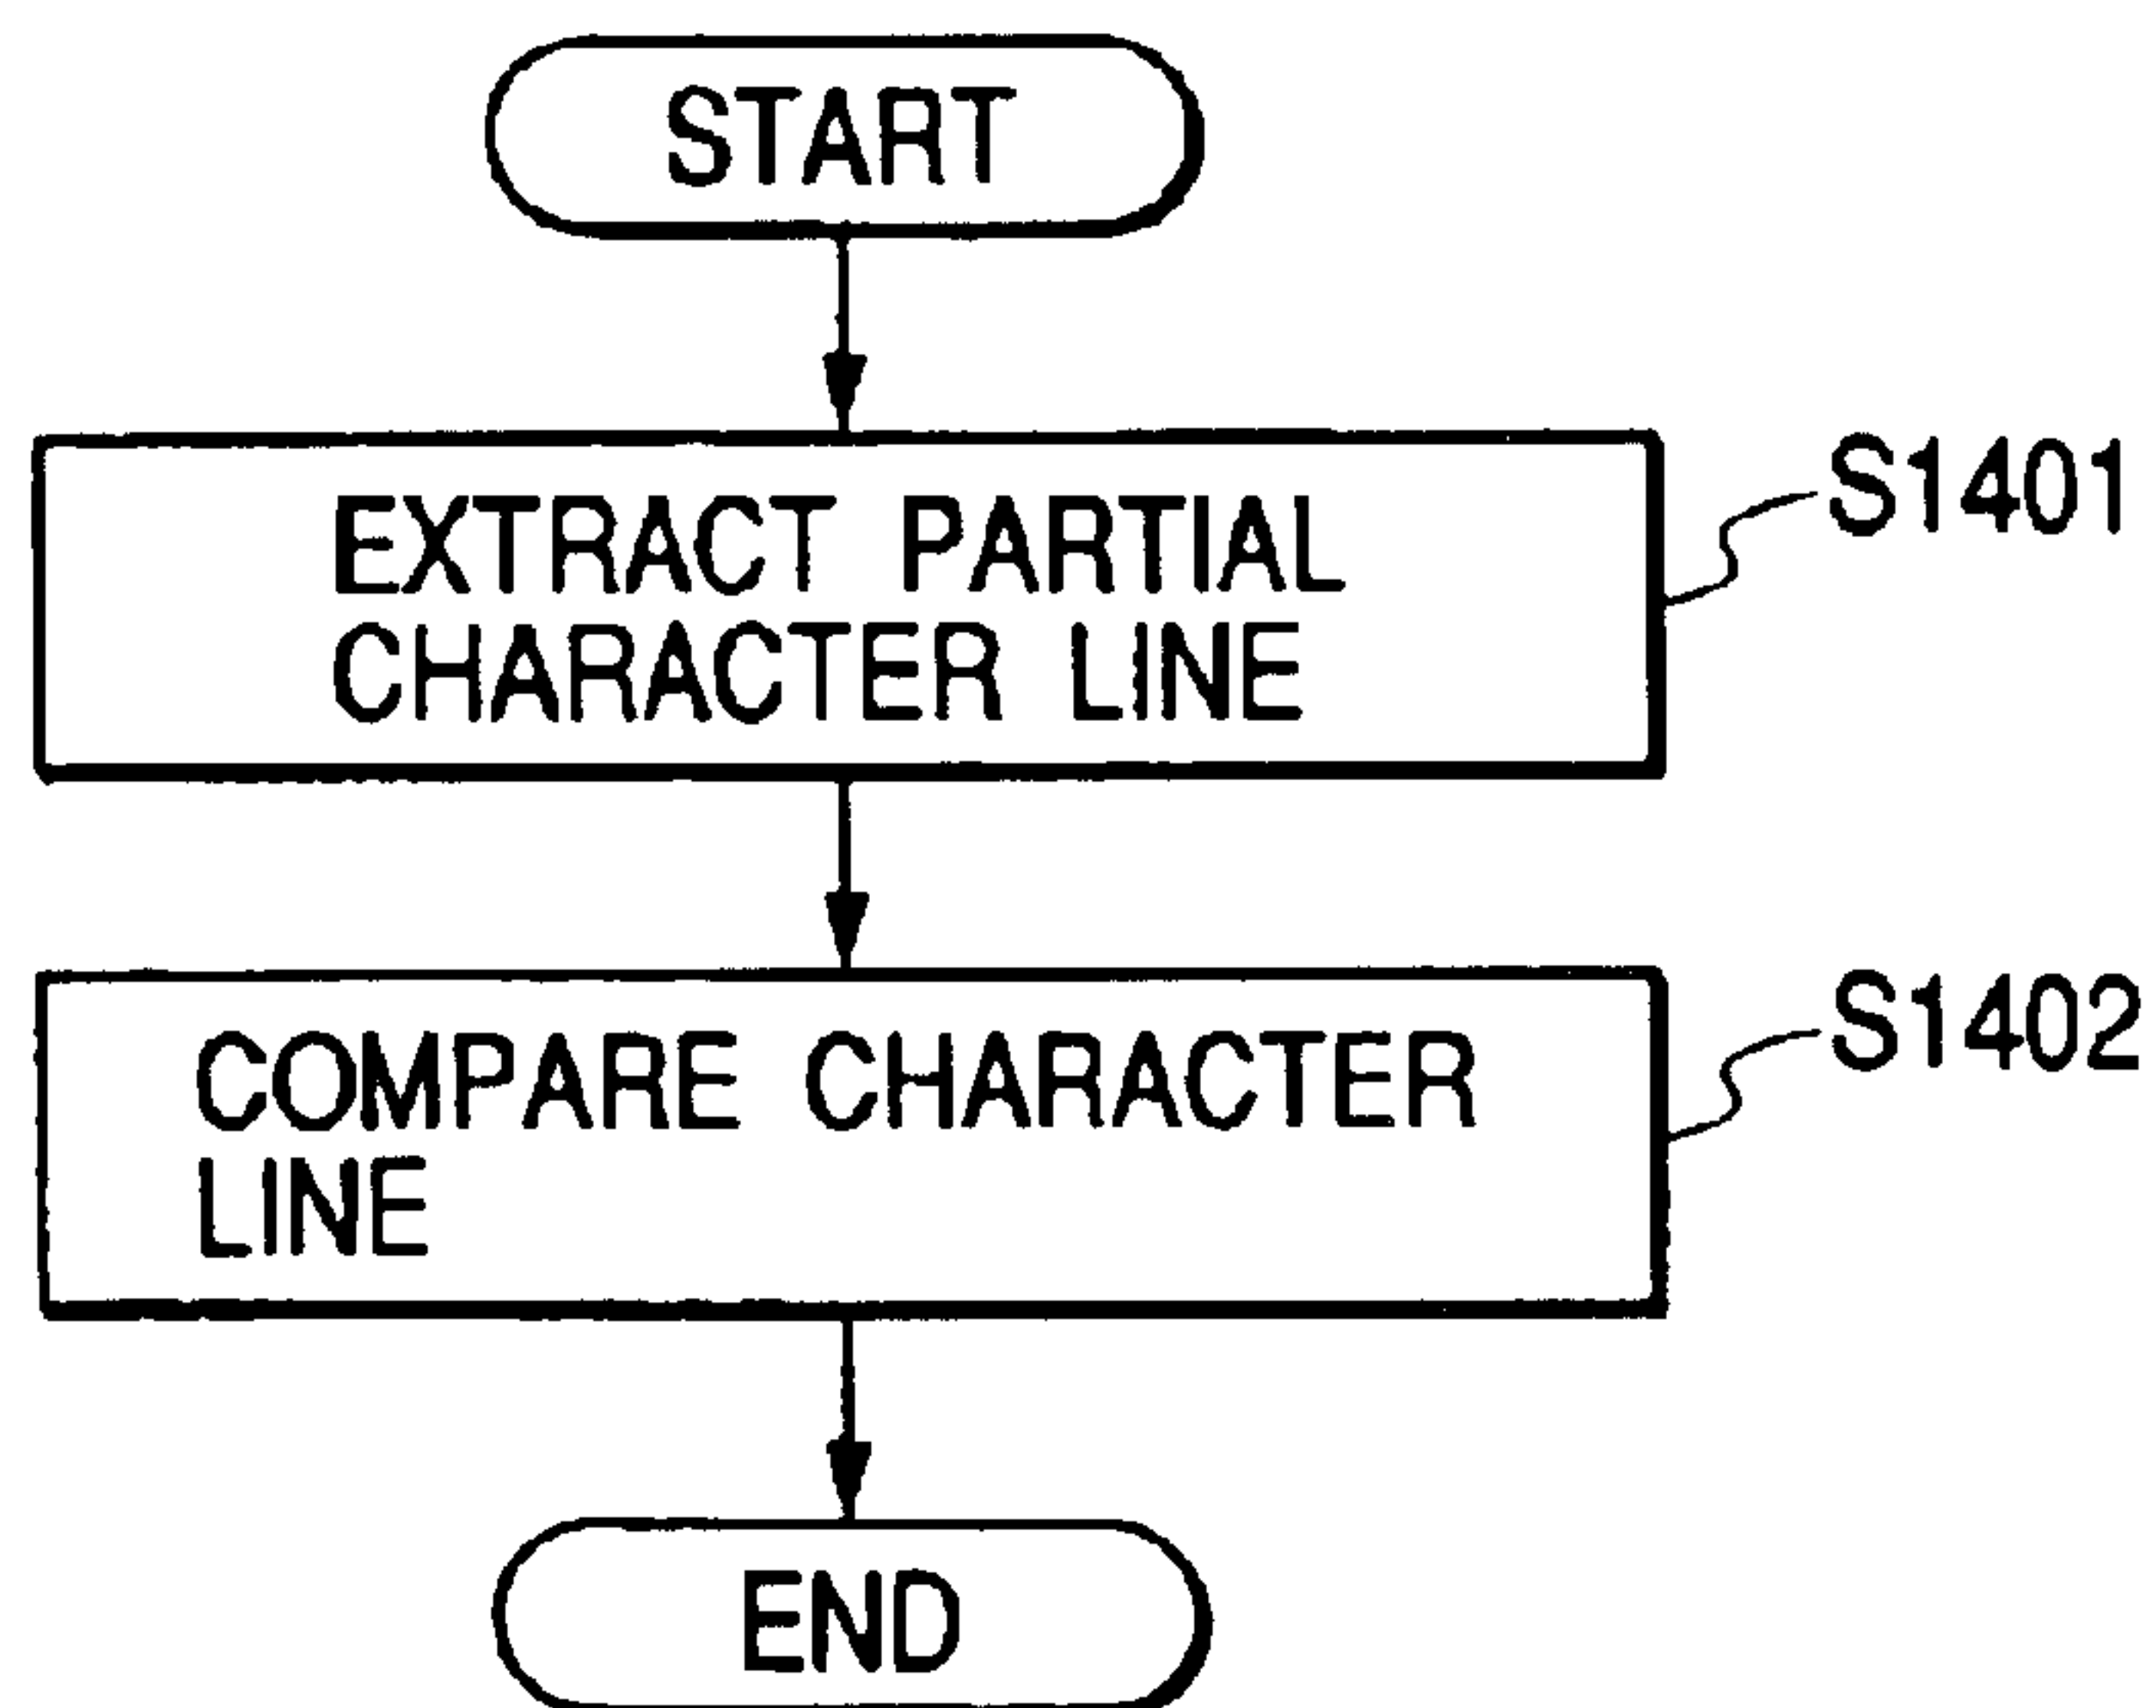 START
EXTRACT PARTIAL
CHARACTER LINE
S1401
COMPARE CHARACTER
LINE
S1402
END